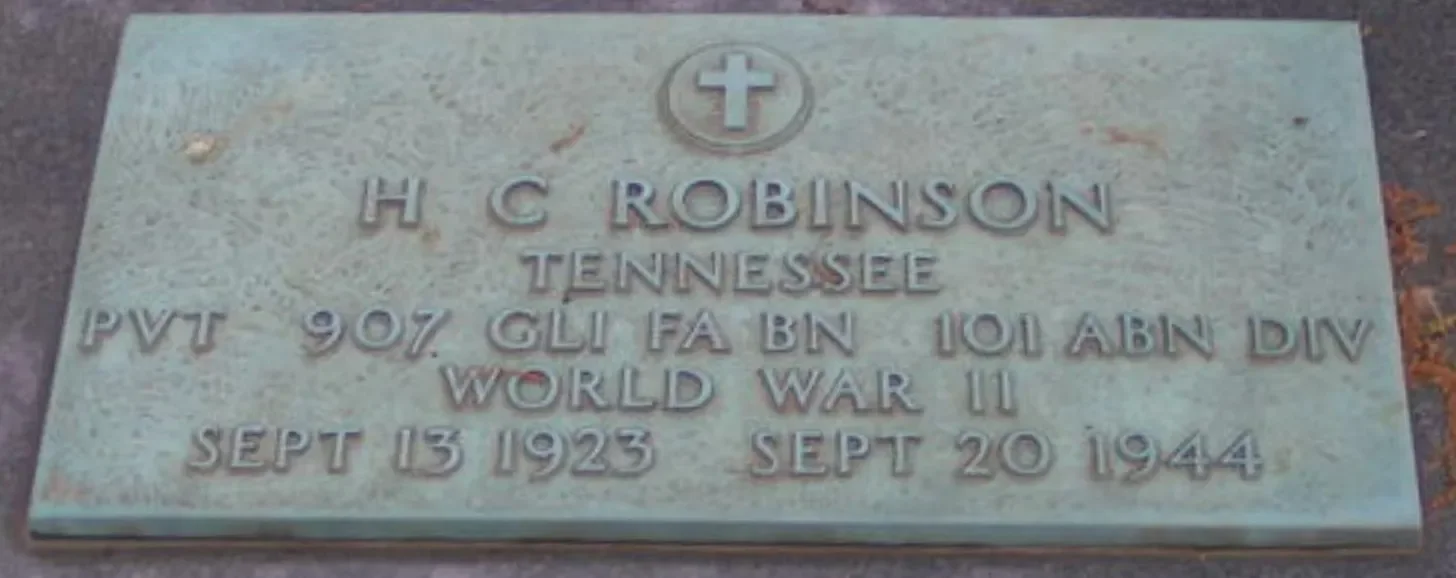 H C ROBINSON
TENNESSEE
PVT 907 GLI FA BN 101 ABN DIV
WORLD WAR II
SEPT 13 1923 SEPT 20 1944